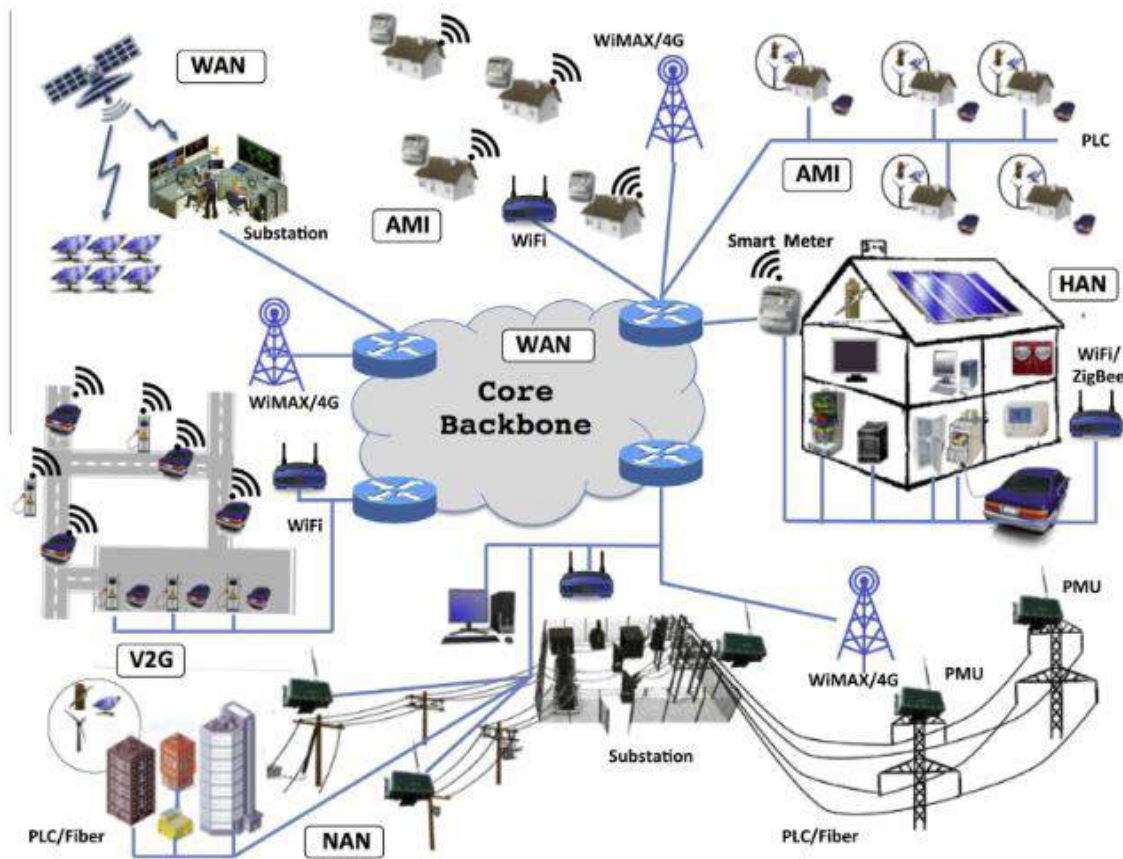 WAN
WiMAX/4G
PLC
AMI
AMI
Substation
WiFi
Smart Meter
HAN
WAN
WiFi/
ZigBee
Core
Backbone
WiMAX/4G
WiFi
PMU
V2G
WiMAX/4G
PMU
Substation
PLC/Fiber
NAN
PLC/Fiber